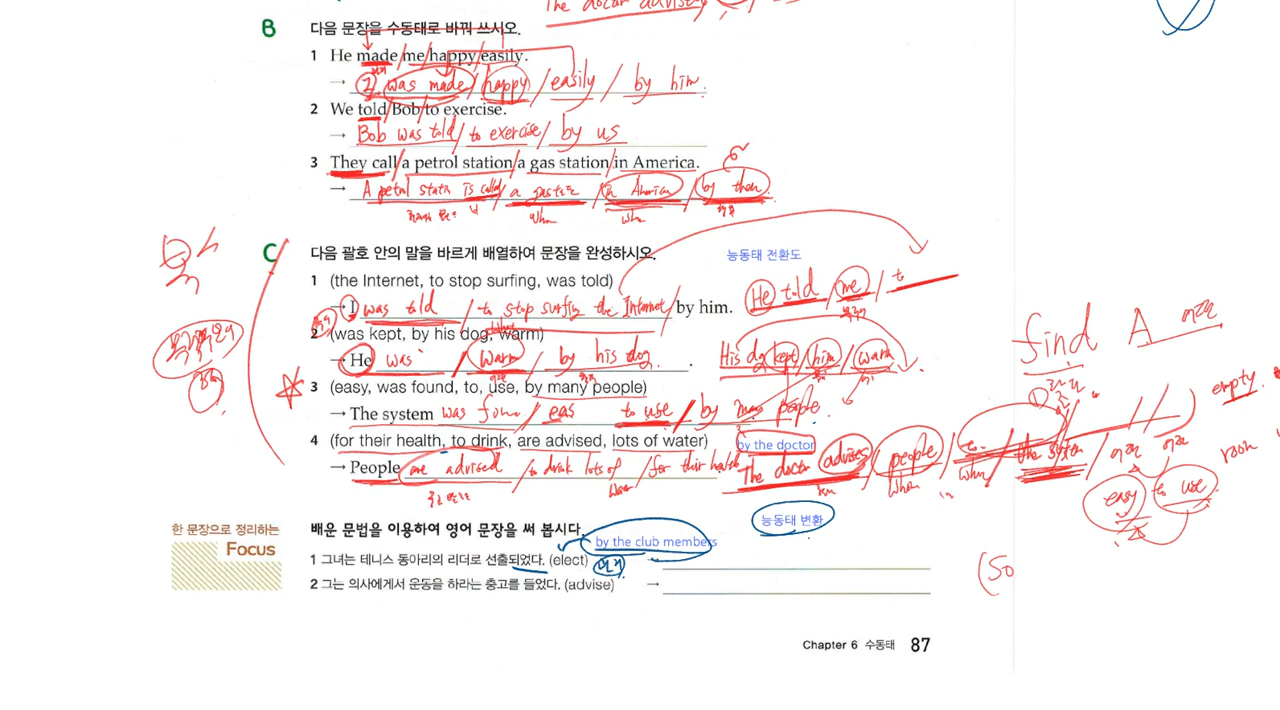 The doctor advises
B 다음 문장을 수동태로 바꿔 쓰시오.
1 He made/me/happy/easily.
→ I was made / happy / easily / by him.
2 We told/Bob/to exercise.
→ Bob was told / to exercise / by us
3 They call/a petrol station/a gas station/in America.
→ A petrol station is called / a gas / in America / by them
C 다음 괄호 안의 말을 바르게 배열하여 문장을 완성하시오.
능동태 전환도
1 (the Internet, to stop surfing, was told)
→ I was told / to stop surfing the Internet / by him.
He told / me / to
2 (was kept, by his dog, warm)
→ He was / warm / by his dog.
His dog kept / him / warm
find A
3 (easy, was found, to, use, by many people)
→ The system was foun / eas to use / by many people.
empty.
room
4 (for their health, to drink, are advised, lots of water)
by the doctor
→ People are advised / to drink lots of / for their health
The doctor advises / people / to / the system
easy to use
한 문장으로 정리하는
Focus
배운 문법을 이용하여 영어 문장을 써 봅시다.
능동태 변환
by the club members
1 그녀는 테니스 동아리의 리더로 선출되었다. (elect)
2 그는 의사에게서 운동을 하라는 충고를 들었다. (advise) →
(So
Chapter 6 수동태 87